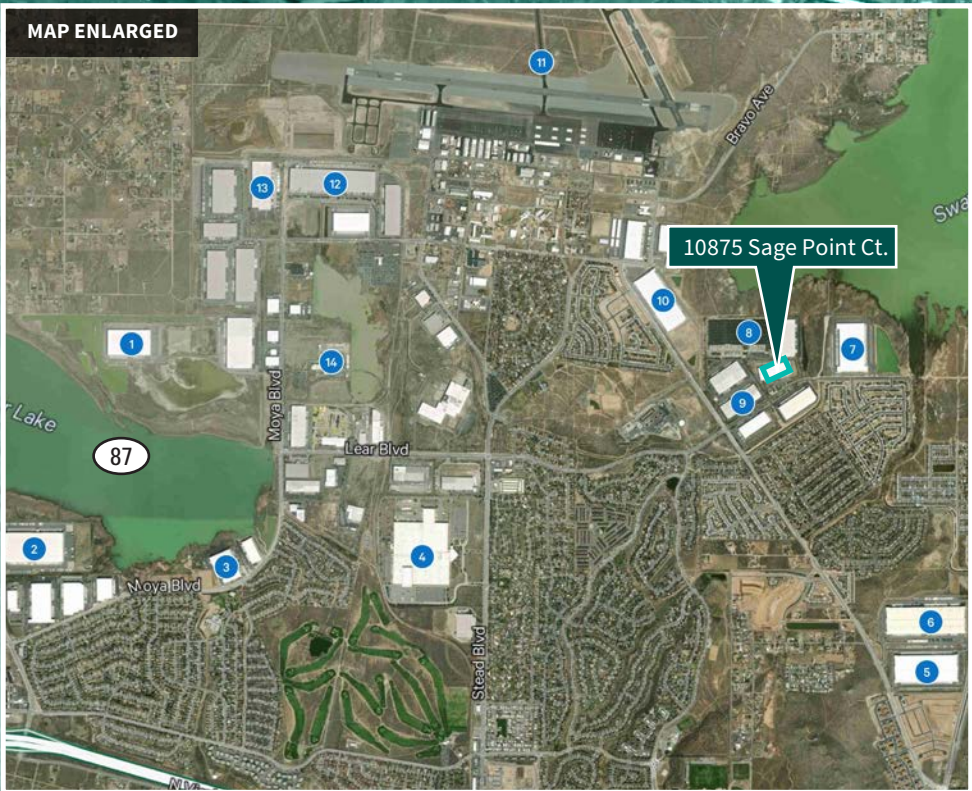 MAP ENLARGED
11
Bravo Ave
13
12
Swa
10875 Sage Point Ct.
10
8
1
7
14
9
Moya Blvd
r Lake
Lear Blvd
87
2
4
3
Moya Blvd
6
Stead Blvd
5